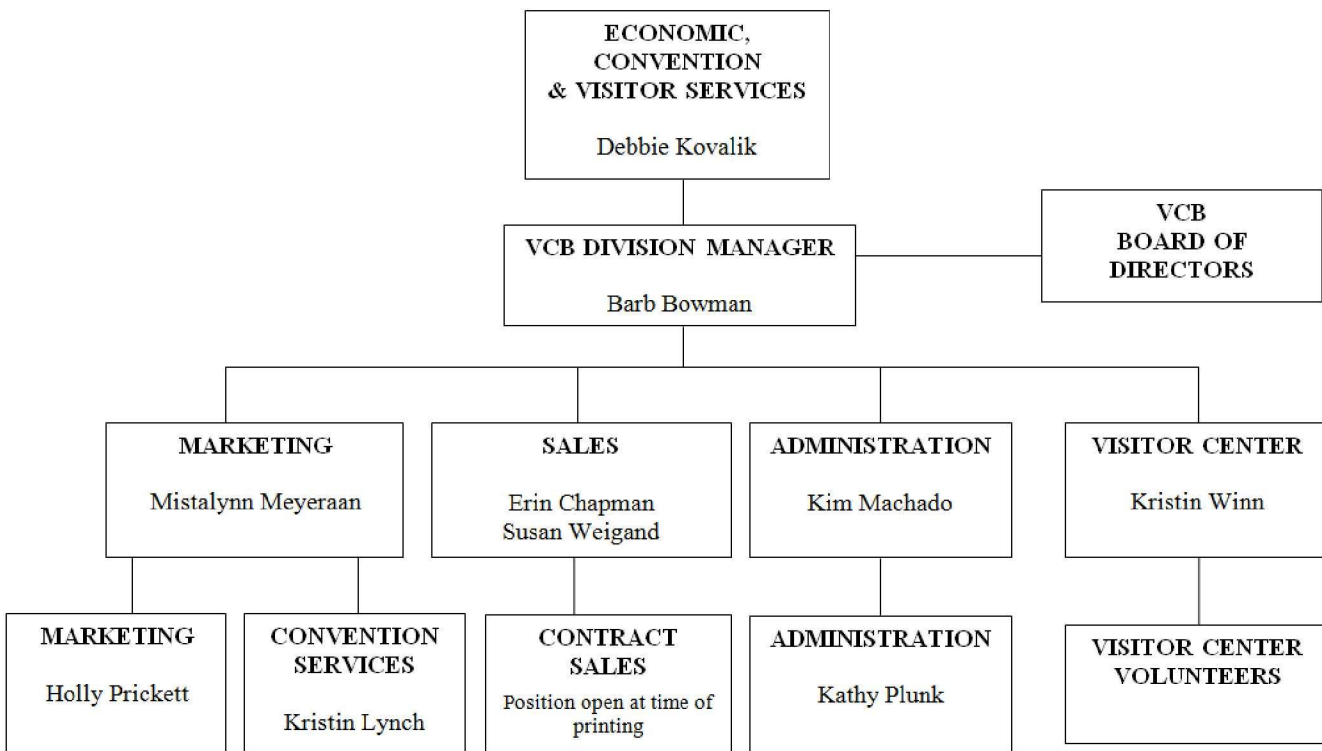 ECONOMIC,
CONVENTION
& VISITOR SERVICES
Debbie Kovalik
VCB
BOARD OF
DIRECTORS
VCB DIVISION MANAGER
Barb Bowman
MARKETING
Mistalynn Meyeraan
SALES
Erin Chapman
Susan Weigand
ADMINISTRATION
Kim Machado
VISITOR CENTER
Kristin Winn
MARKETING
Holly Prickett
CONVENTION
SERVICES
Kristin Lynch
CONTRACT
SALES
Position open at time of
printing
ADMINISTRATION
Kathy Plunk
VISITOR CENTER
VOLUNTEERS